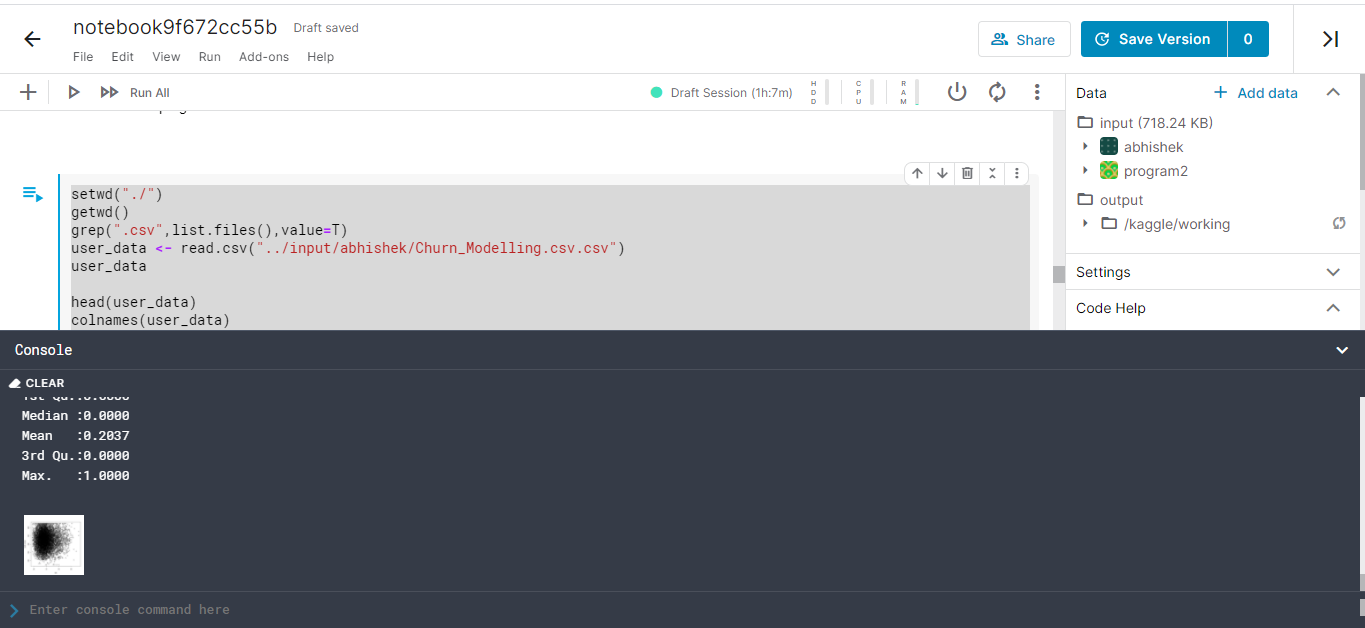 notebook9f672cc55b Draft saved
File Edit View Run Add-ons Help
Share
Save Version 0
Run All
Draft Session (1h:7m)
HDD
CPU
RAM
setwd("./")
getwd()
grep(".csv",list.files(),value=T)
user_data <- read.csv("../input/abhishek/Churn_Modelling.csv.csv")
user_data
head(user_data)
colnames(user_data)
Data
Add data
input (718.24 KB)
abhishek
program2
output
/kaggle/working
Settings
Code Help
Console
CLEAR
1st Qu.:0.0000
Median :0.0000
Mean :0.2037
3rd Qu.:0.0000
Max. :1.0000
Enter console command here